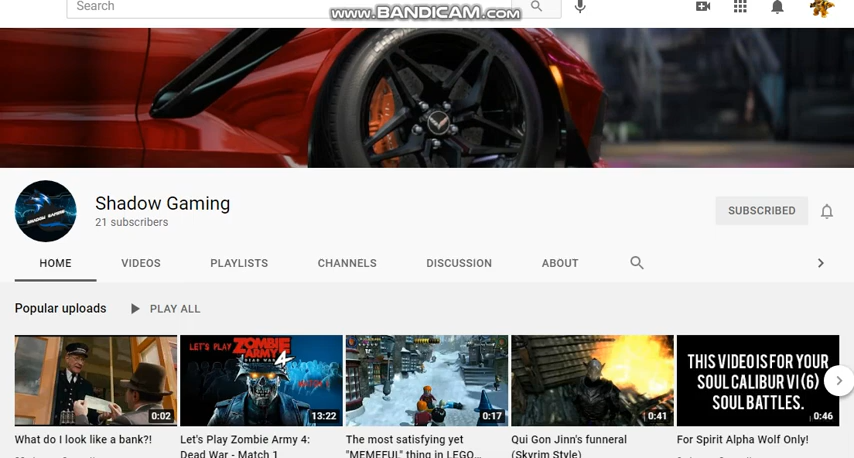 Search
www.BANDICAM.com
Shadow Gaming
21 subscribers
SUBSCRIBED
SHADOW GAMING
HOME
VIDEOS
PLAYLISTS
CHANNELS
DISCUSSION
ABOUT
Popular uploads
PLAY ALL
0:02
LET'S PLAY ZOMBIE ARMY 4
DEAD WAR
13:22
0:17
0:41
THIS VIDEO IS FOR YOUR
SOUL CALIBUR VI(6)
SOUL BATTLES.
0:46
What do I look like a bank?!
Let's Play Zombie Army 4:
Dead War - Match 1
The most satisfying yet
"MEMEFUL" thing in LEGO...
Qui Gon Jinn's funeral
(Skyrim Style)
For Spirit Alpha Wolf Only!